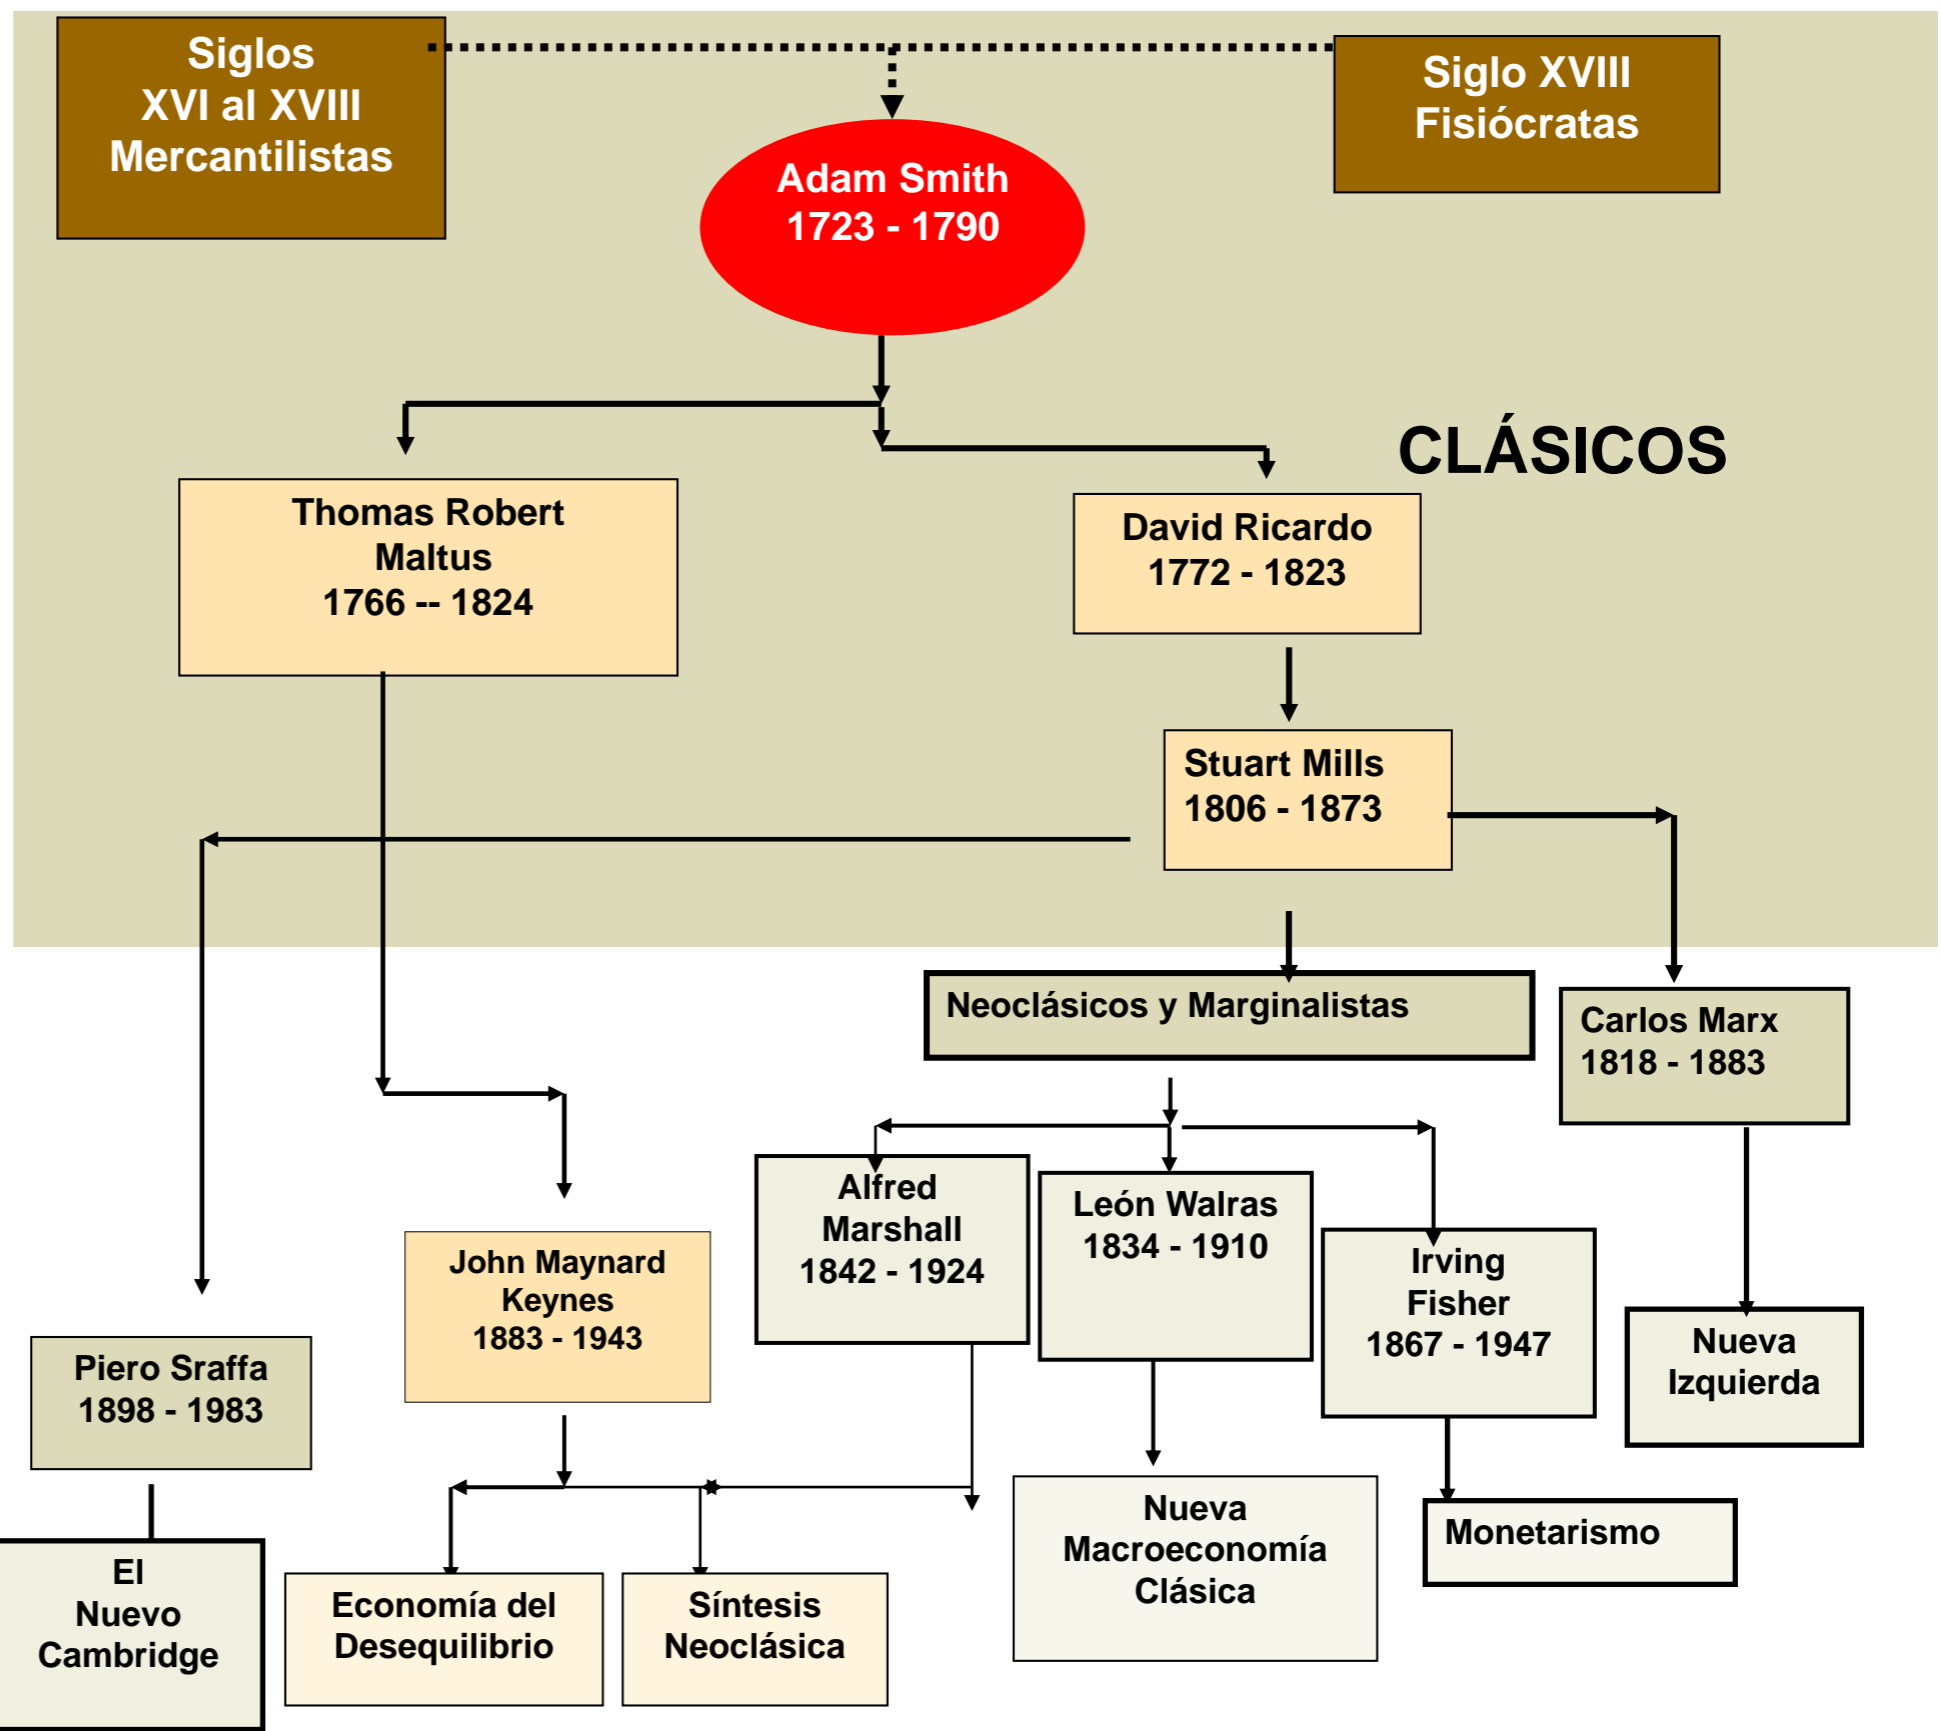 Siglos
XVI al XVIII
Mercantilistas
Siglo XVIII
Fisiócratas
Adam Smith
1723 - 1790
CLÁSICOS
Thomas Robert
Maltus
1766 -- 1824
David Ricardo
1772 - 1823
Stuart Mills
1806 - 1873
Neoclásicos y Marginalistas
Carlos Marx
1818 - 1883
Alfred
Marshall
1842 - 1924
León Walras
1834 - 1910
Irving
Fisher
1867 - 1947
John Maynard
Keynes
1883 - 1943
Piero Sraffa
1898 - 1983
Nueva
Izquierda
El
Nuevo
Cambridge
Economía del
Desequilibrio
Síntesis
Neoclásica
Nueva
Macroeconomía
Clásica
Monetarismo